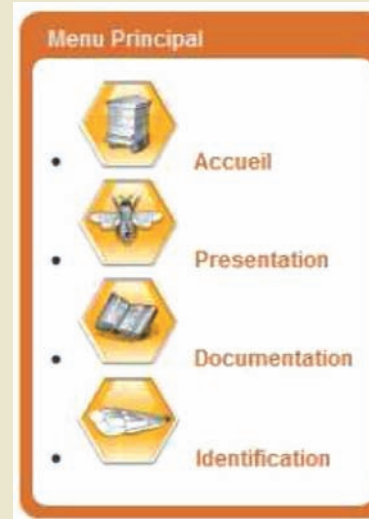 Menu Principal
Accueil
Presentation
Documentation
Identification